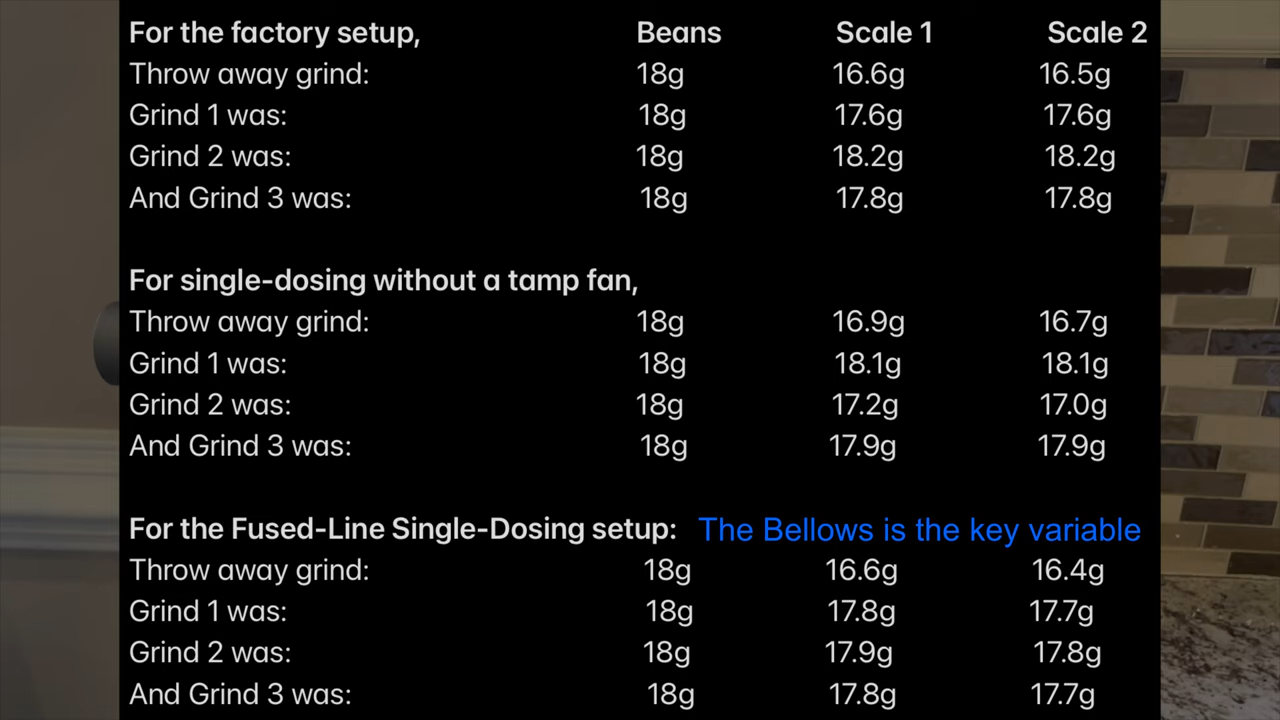 For the factory setup, Beans Scale 1 Scale 2
Throw away grind: 18g 16.6g 16.5g
Grind 1 was: 18g 17.6g 17.6g
Grind 2 was: 18g 18.2g 18.2g
And Grind 3 was: 18g 17.8g 17.8g
For single-dosing without a tamp fan,
Throw away grind: 18g 16.9g 16.7g
Grind 1 was: 18g 18.1g 18.1g
Grind 2 was: 18g 17.2g 17.0g
And Grind 3 was: 18g 17.9g 17.9g
For the Fused-Line Single-Dosing setup: The Bellows is the key variable
Throw away grind: 18g 16.6g 16.4g
Grind 1 was: 18g 17.8g 17.7g
Grind 2 was: 18g 17.9g 17.8g
And Grind 3 was: 18g 17.8g 17.7g